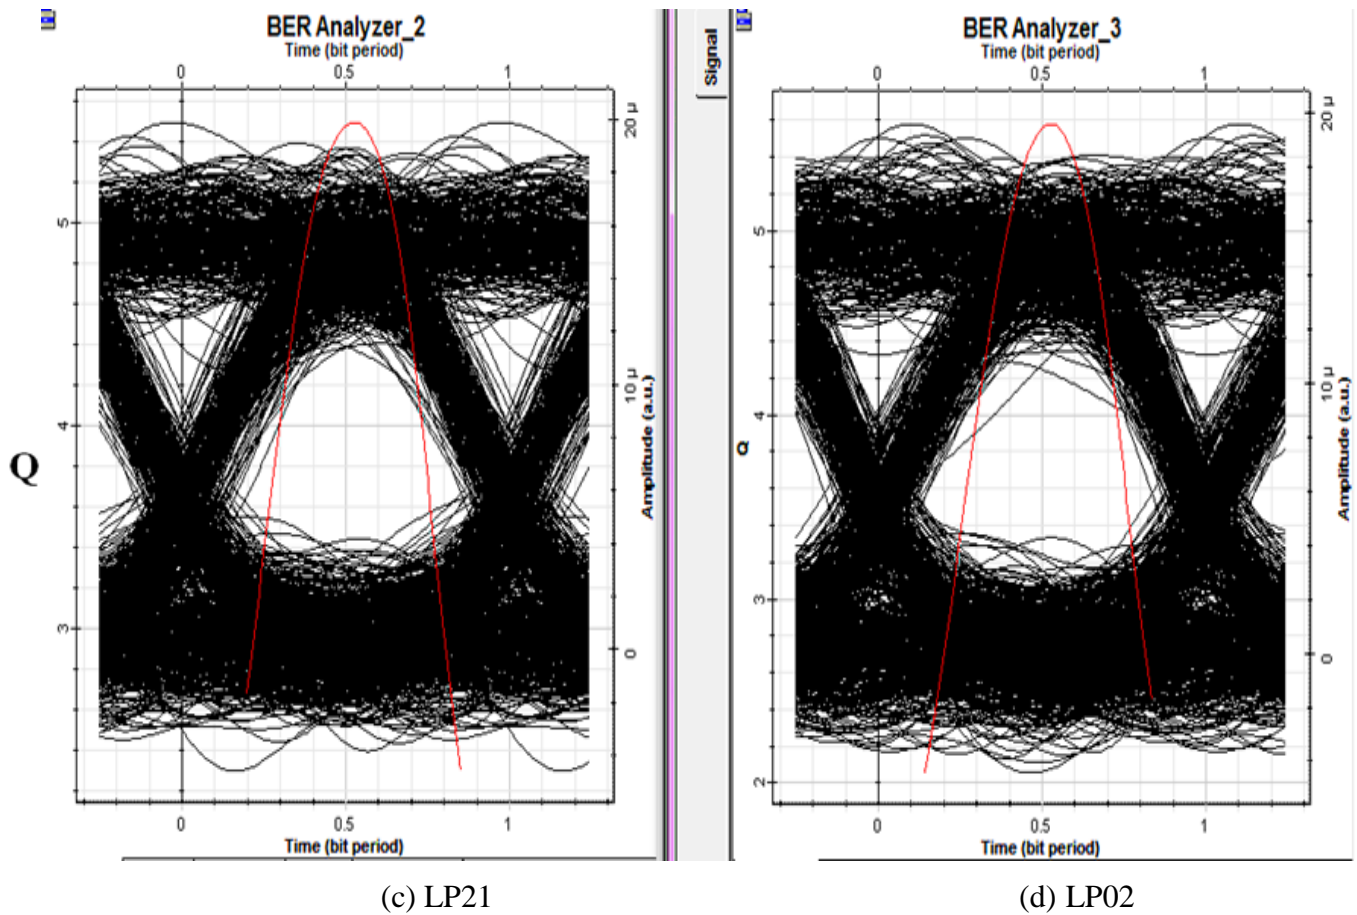 BER Analyzer_2
Time (bit period)
0 0.5 1
Q
5
4
3
20 µ
10 µ
0
Amplitude (a.u.)
0 0.5 1
Time (bit period)
(c) LP21
Signal
BER Analyzer_3
Time (bit period)
0 0.5 1
Q
5
4
3
2
20 µ
10 µ
0
Amplitude (a.u.)
0 0.5 1
Time (bit period)
(d) LP02